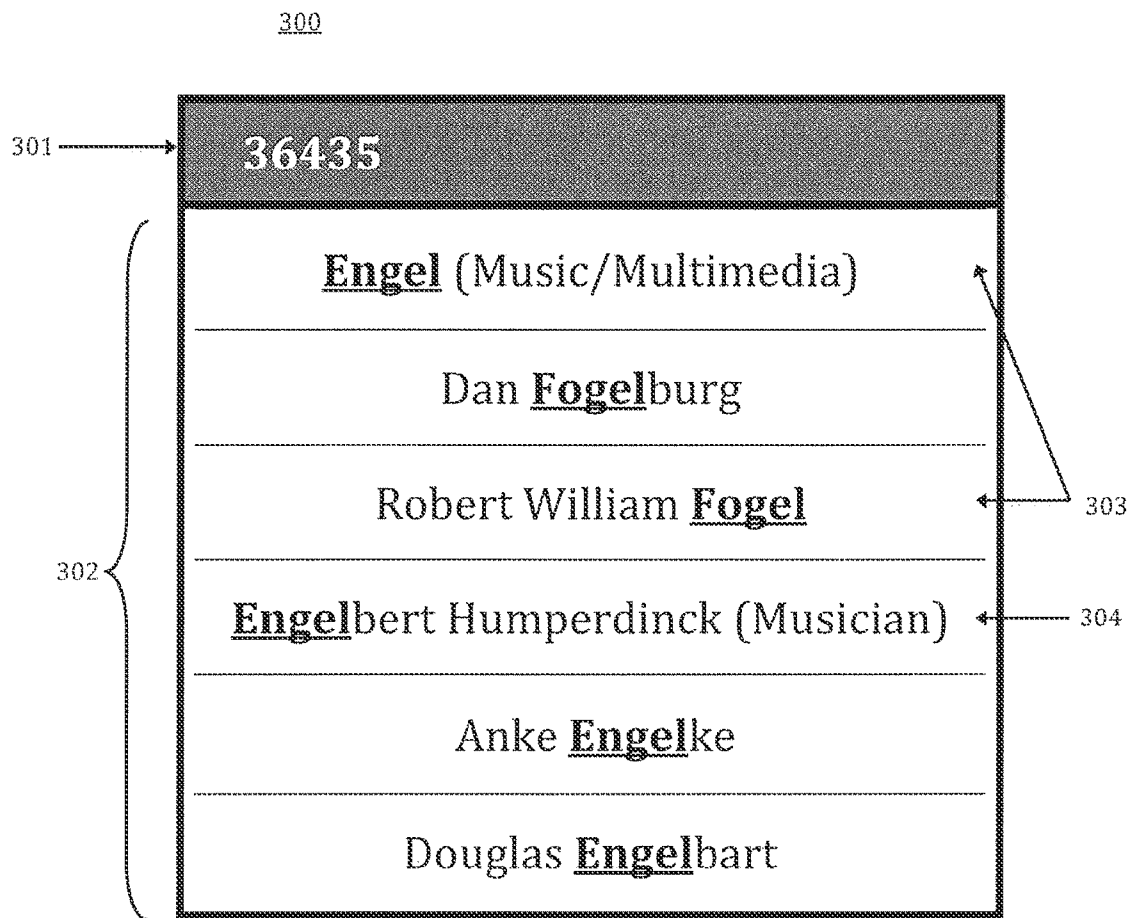 300
301
36435
Engel (Music/Multimedia)
Dan Fogelburg
Robert William Fogel
303
302
Engelbert Humperdinck (Musician)
304
Anke Engelke
Douglas Engelbart